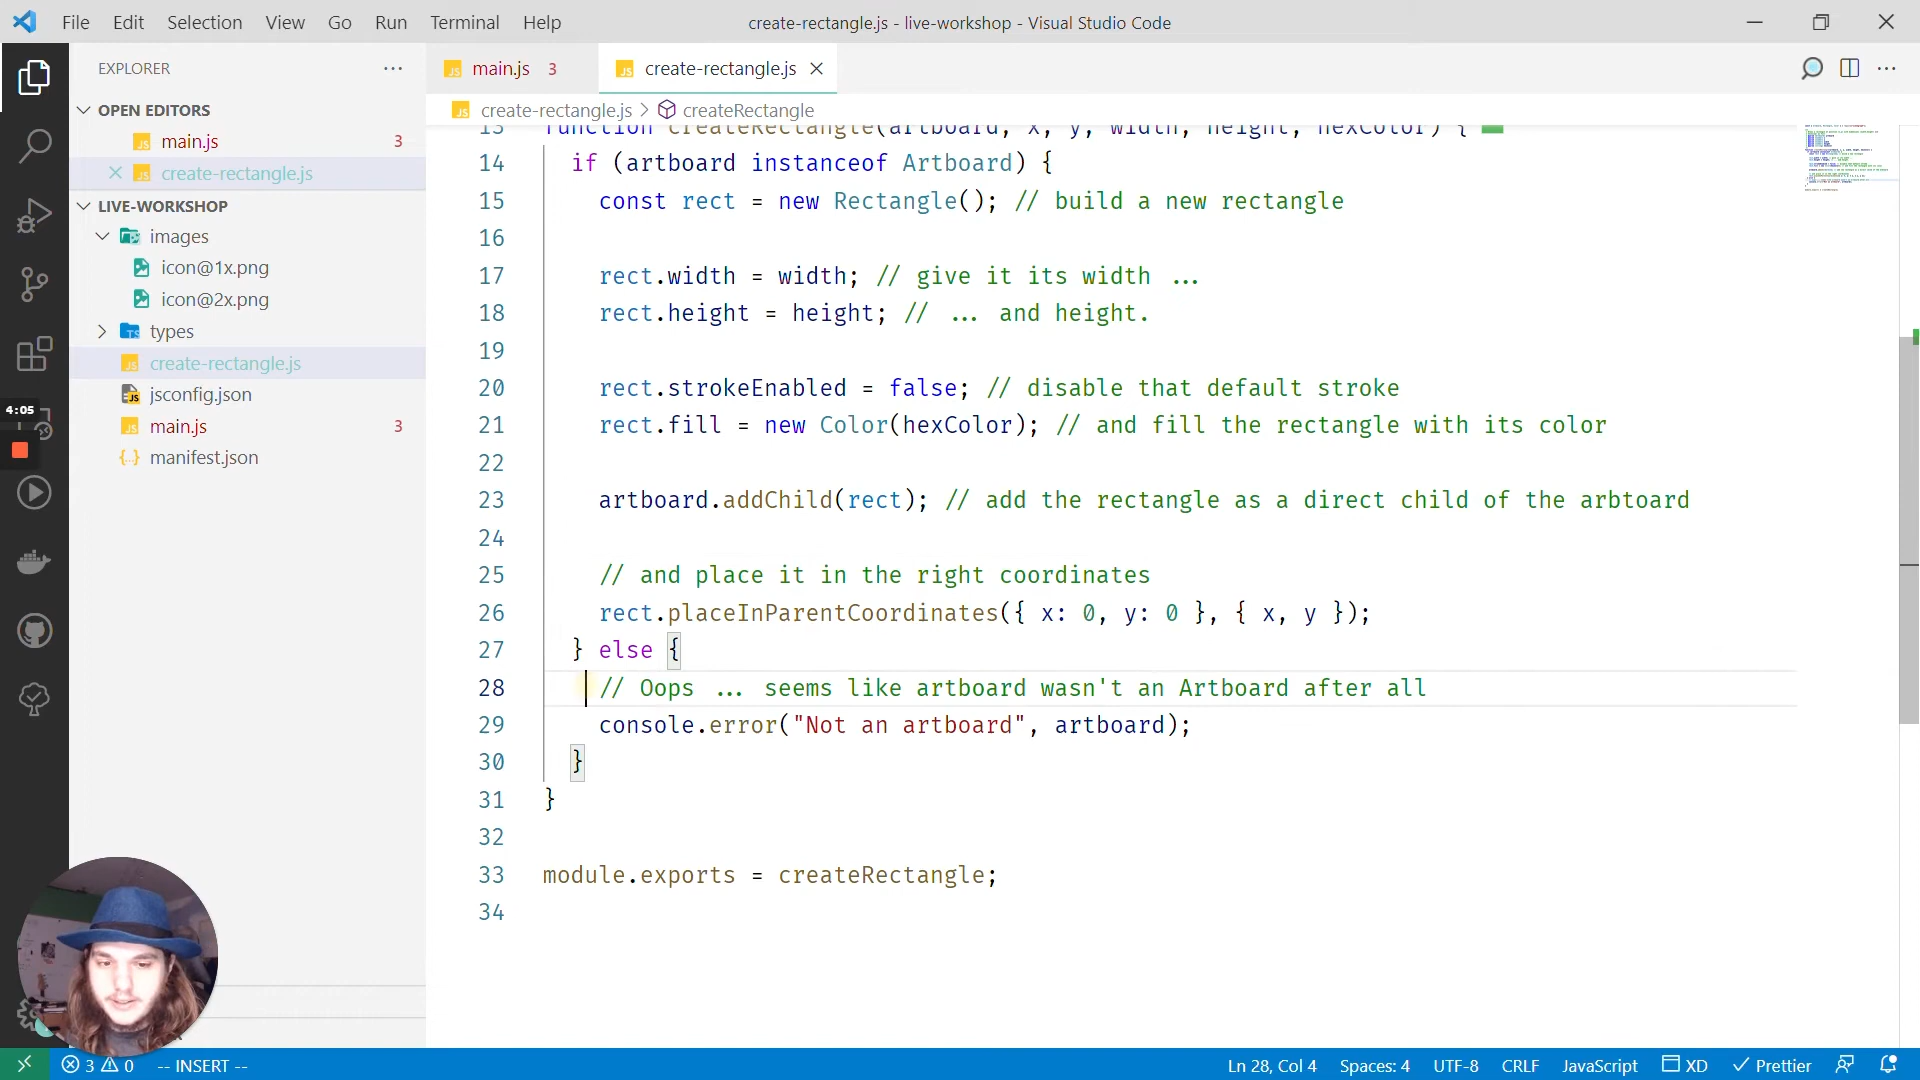 File Edit Selection View Go Run Terminal Help
create-rectangle.js - live-workshop - Visual Studio Code
EXPLORER
OPEN EDITORS
main.js 3
create-rectangle.js
LIVE-WORKSHOP
images
icon@1x.png
icon@2x.png
types
create-rectangle.js
jsconfig.json
main.js 3
manifest.json
4:05
main.js 3
create-rectangle.js
create-rectangle.js > createRectangle
13 function createRectangle(artboard, x, y, width, height, hexColor) {
14 if (artboard instanceof Artboard) {
15 const rect = new Rectangle(); // build a new rectangle
16
17 rect.width = width; // give it its width ...
18 rect.height = height; // ... and height.
19
20 rect.strokeEnabled = false; // disable that default stroke
21 rect.fill = new Color(hexColor); // and fill the rectangle with its color
22
23 artboard.addChild(rect); // add the rectangle as a direct child of the arbtoard
24
25 // and place it in the right coordinates
26 rect.placeInParentCoordinates({ x: 0, y: 0 }, { x, y });
27 } else {
28 // Oops ... seems like artboard wasn't an Artboard after all
29 console.error("Not an artboard", artboard);
30 }
31 }
32
33 module.exports = createRectangle;
34
3 0 -- INSERT --
Ln 28, Col 4 Spaces: 4 UTF-8 CRLF JavaScript XD Prettier